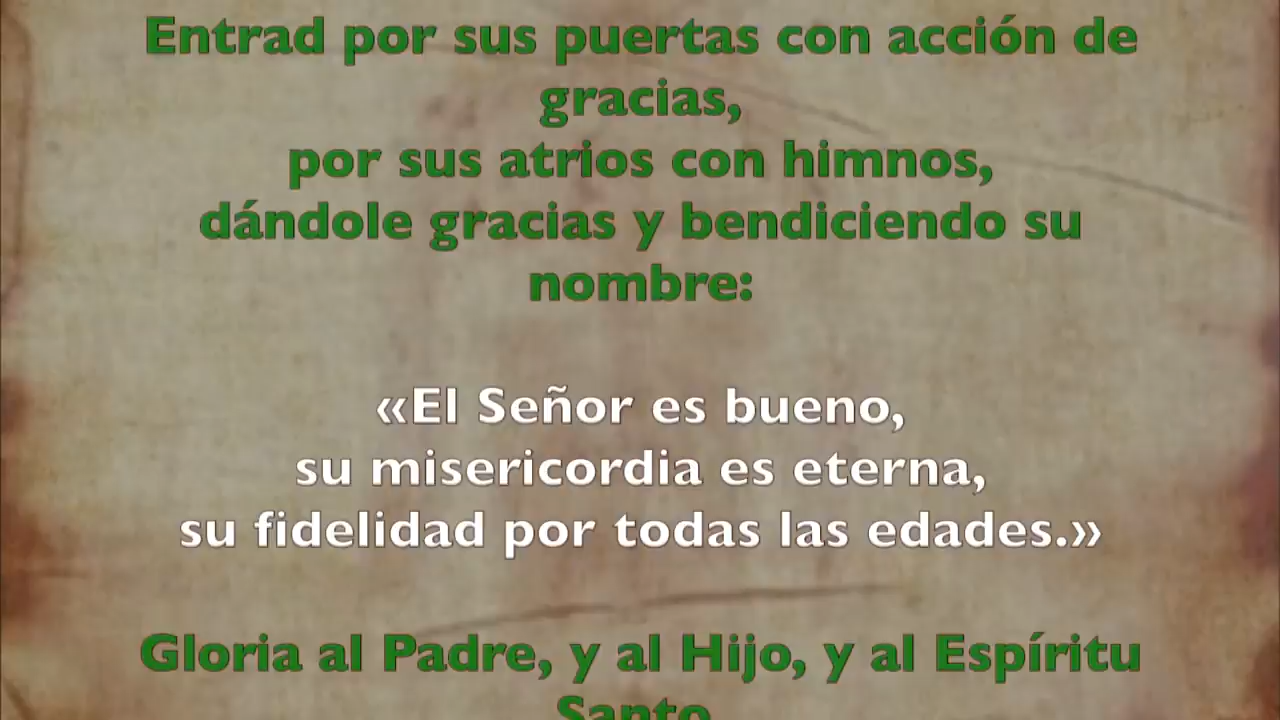 Entrad por sus puertas con acción de
gracias,
por sus atrios con himnos,
dándole gracias y bendiciendo su
nombre:
«El Señor es bueno,
su misericordia es eterna,
su fidelidad por todas las edades.»
Gloria al Padre, y al Hijo, y al Espíritu
Santo